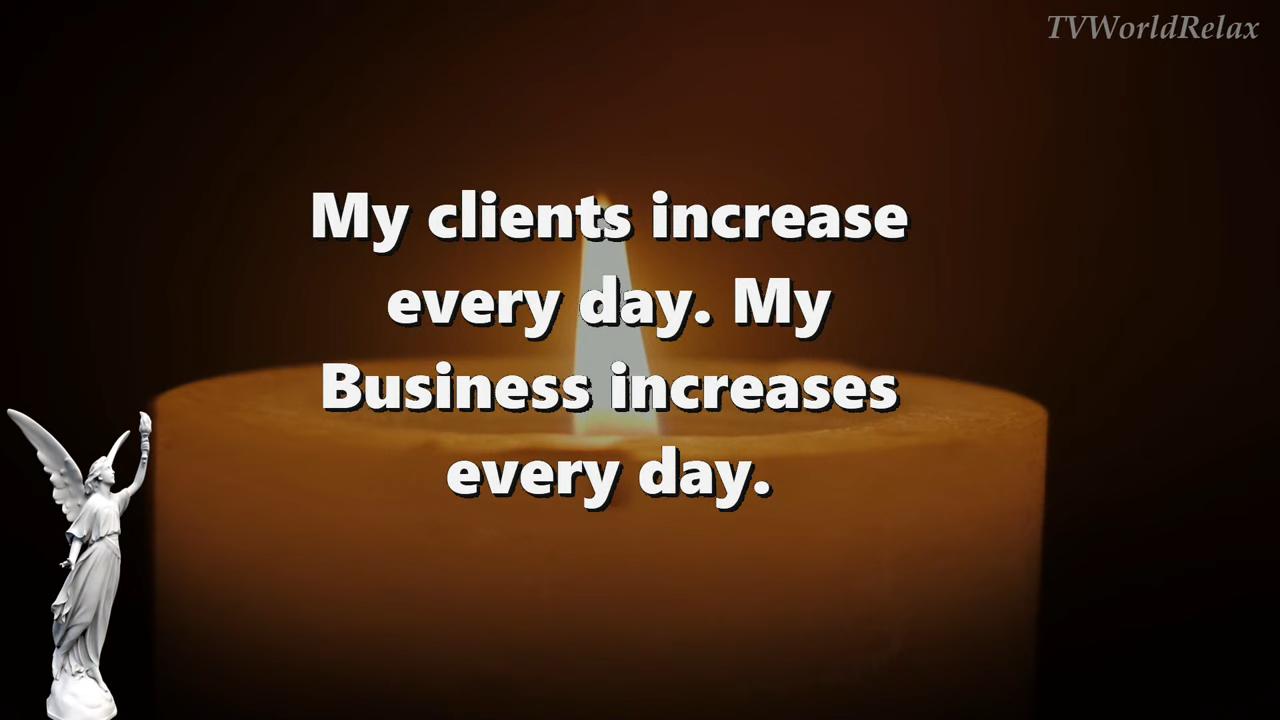 TVWorldRelax
My clients increase
every day. My
Business increases
every day.